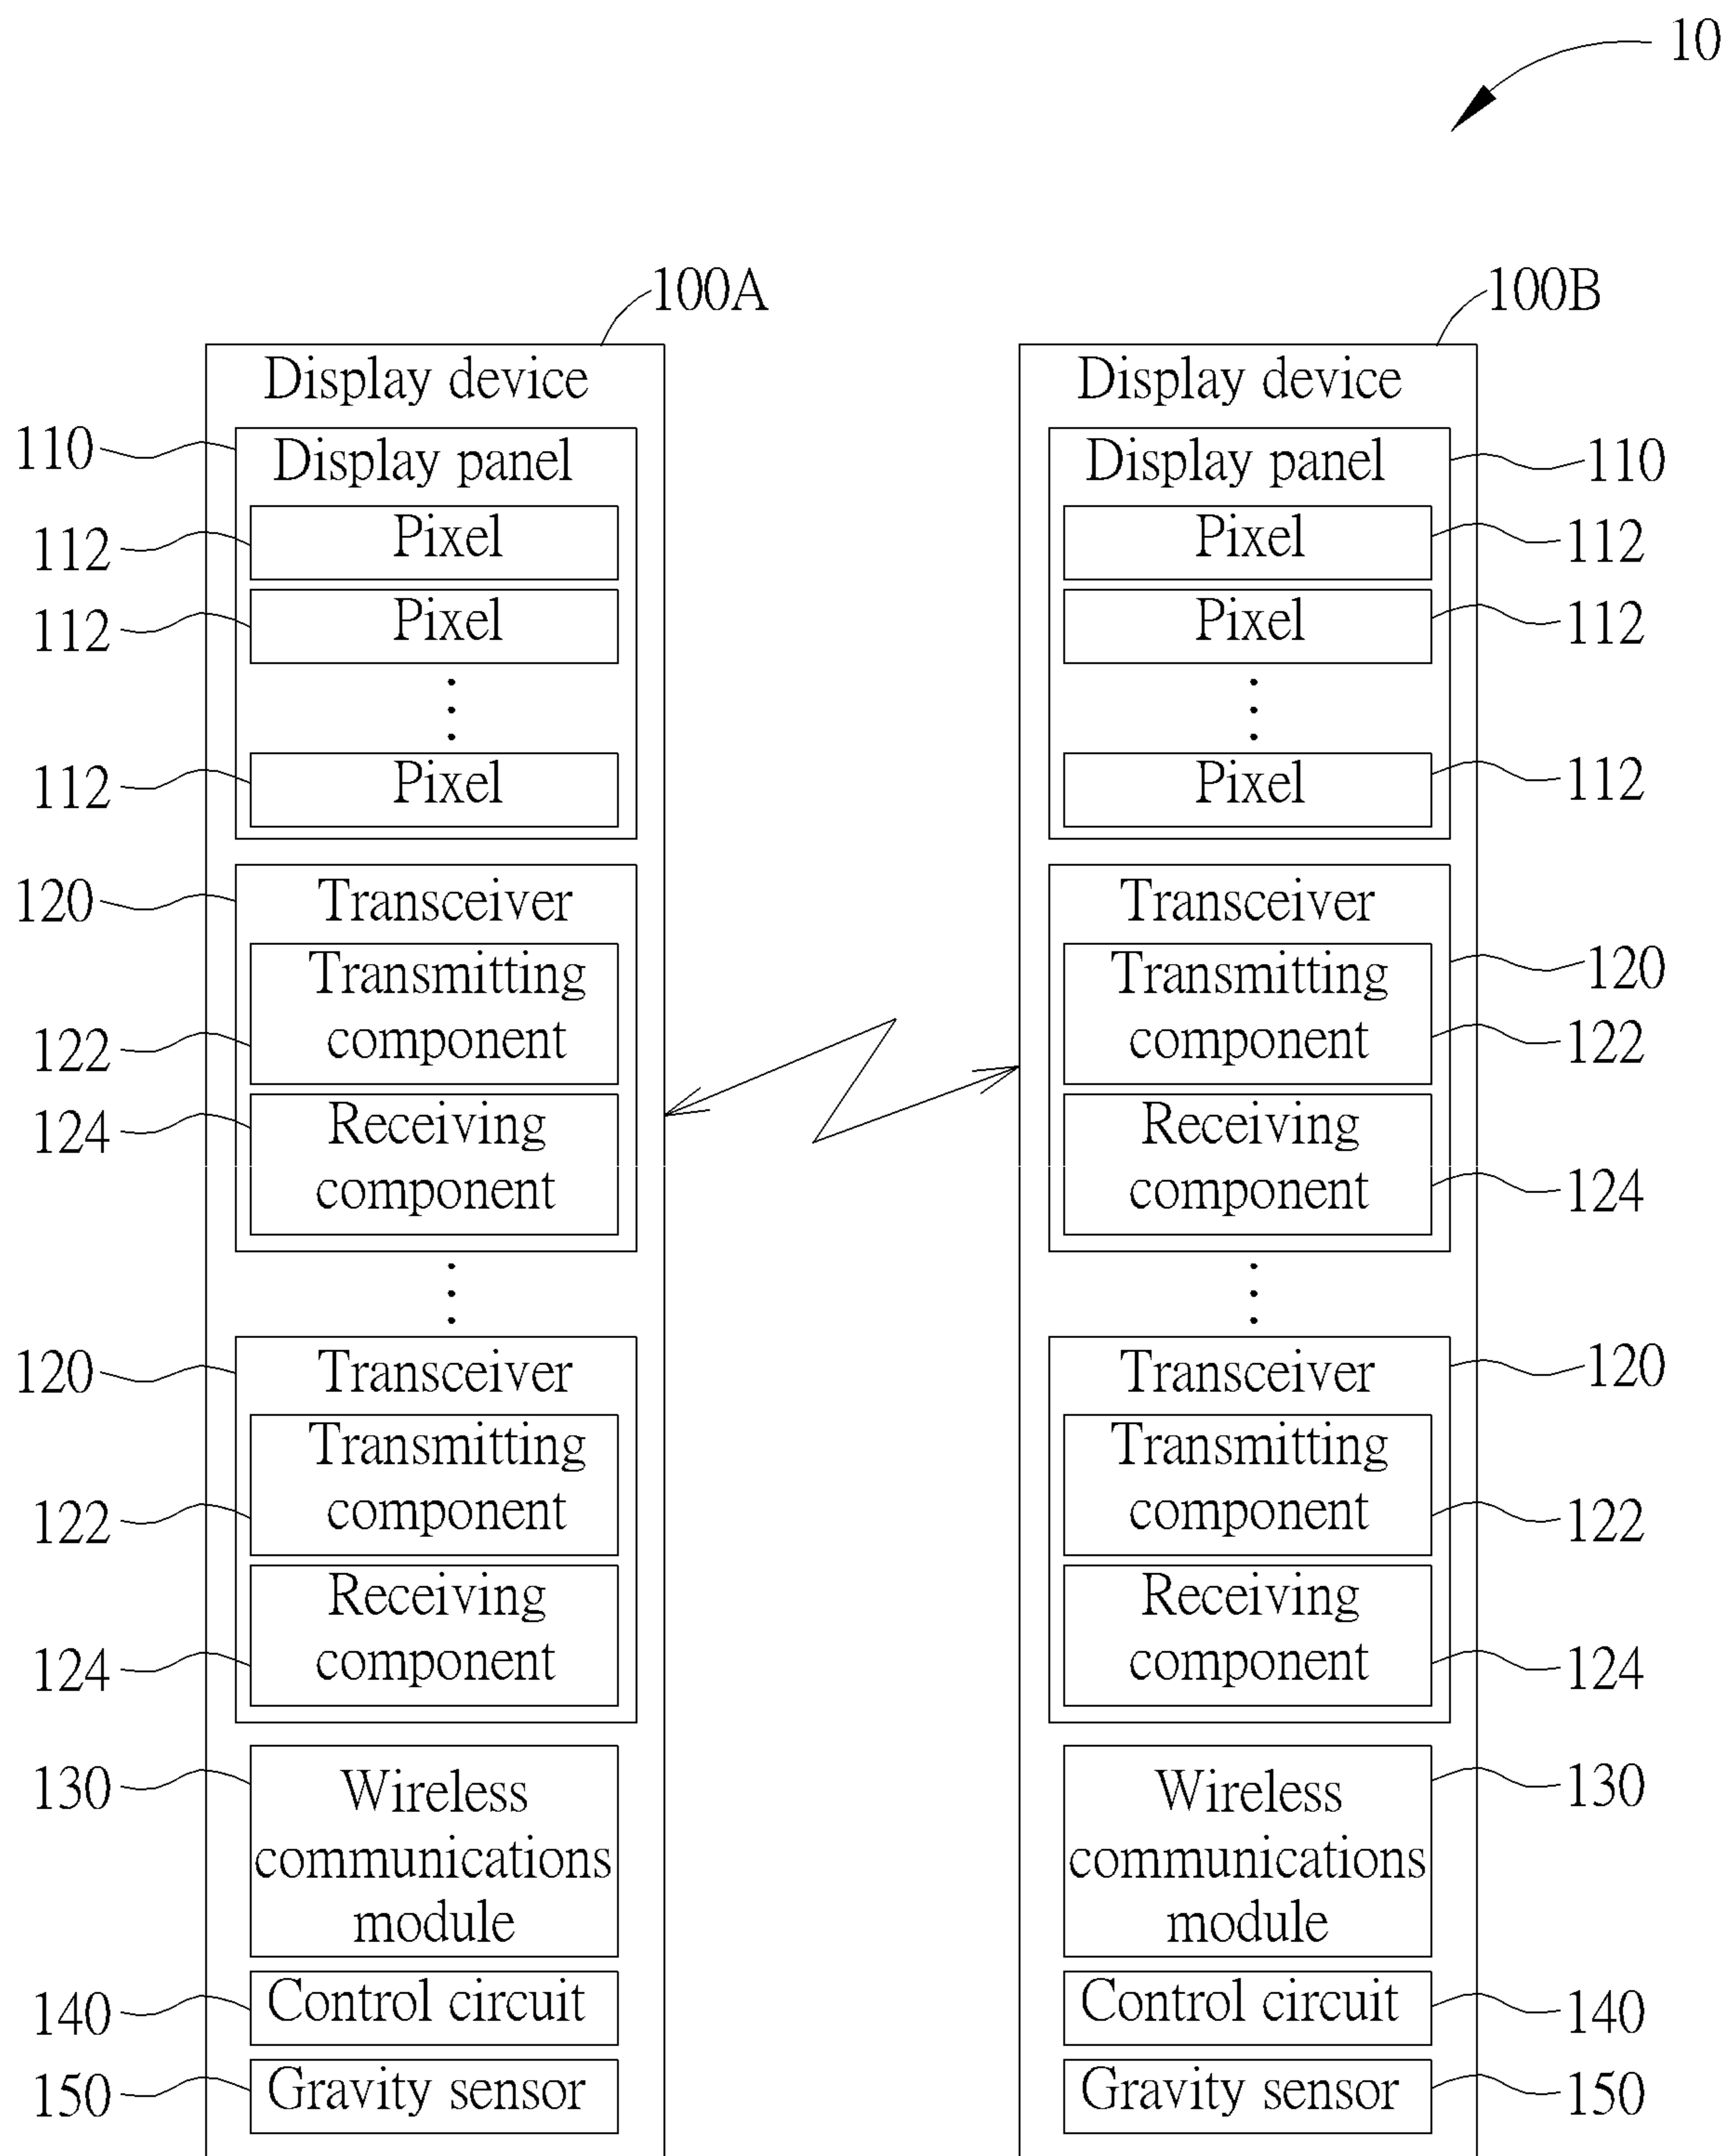 10
100A
Display device
110
Display panel
112
Pixel
112
Pixel
112
Pixel
120
Transceiver
122
Transmitting
component
124
Receiving
component
120
Transceiver
122
Transmitting
component
124
Receiving
component
130
Wireless
communications
module
140
Control circuit
150
Gravity sensor
100B
Display device
Display panel
110
Pixel
112
Pixel
112
Pixel
112
Transceiver
120
Transmitting
component
122
Receiving
component
124
Transceiver
120
Transmitting
component
122
Receiving
component
124
Wireless
communications
module
130
Control circuit
140
Gravity sensor
150